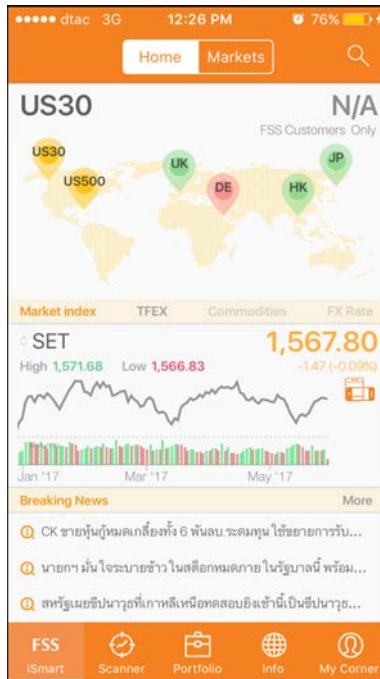 dtac 3G 12:26 PM 76%
Home Markets
US30 N/A
FSS Customers Only
US30
US500
UK
DE
HK
JP
Market index TFEX Commodities FX Rate
SET 1,567.80
High 1,571.68 Low 1,566.83 -1.47 (-0.09%)
Jan '17 Mar '17 May '17
Breaking News More
CK ขายหุ้นกู้หมดเกลี้ยงทั้ง 6 พันลบ.ระดมทุน ใช้ขยายการรับ...
นายกฯ มั่นใจระบายข้าว ในสต็อกหมดภาย ในรัฐบาลนี้ พร้อม...
สหรัฐเผยขีปนาวุธที่เกาหลีเหนือทดสอบยิงเช้านี้เป็นขีปนาวุธ...
FSS
iSmart Scanner Portfolio Info My Corner